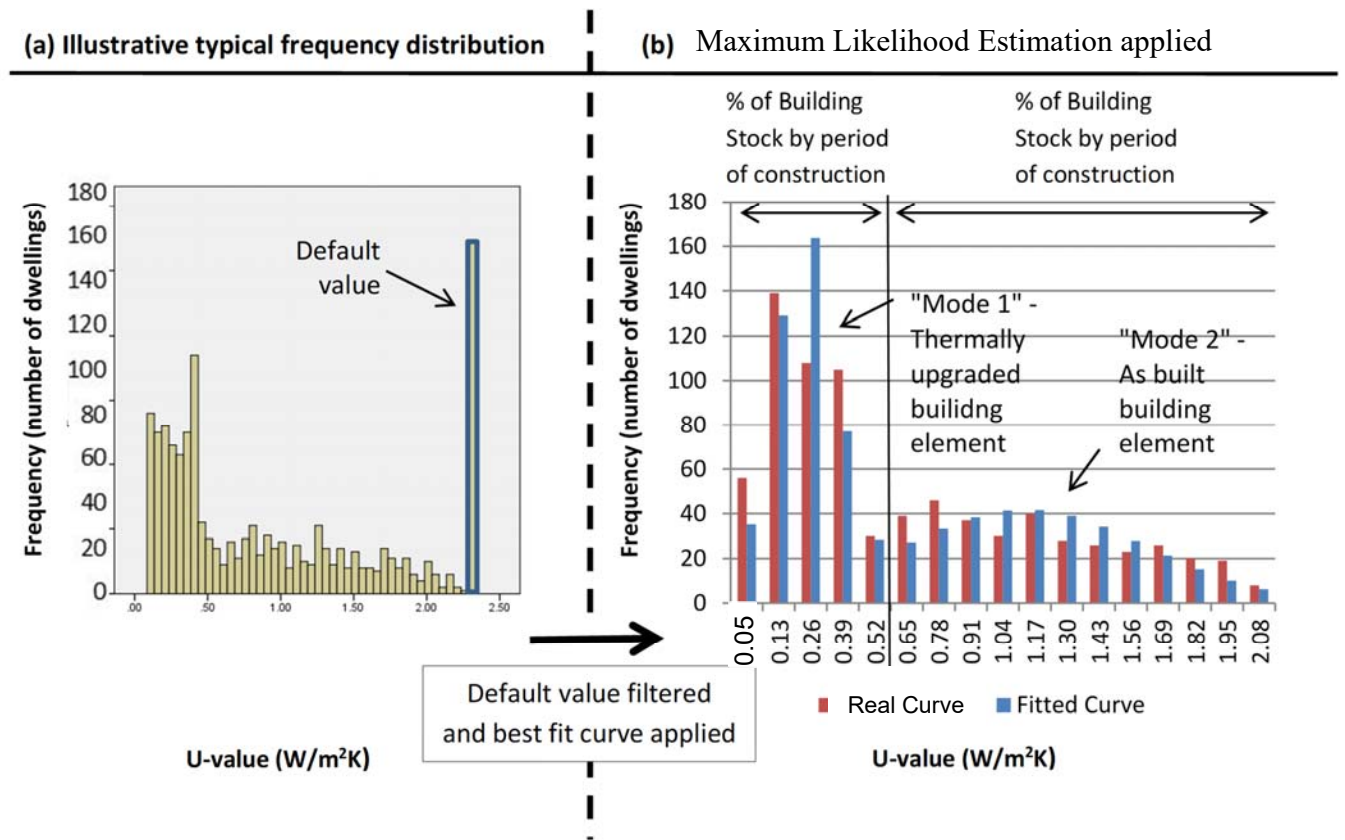 (a) Illustrative typical frequency distribution
(b) Maximum Likelihood Estimation applied
Frequency (number of dwellings)
180
160
140
120
100
80
60
40
20
0
Default
value
.00 .50 1.00 1.50 2.00 2.50
U-value (W/m²K)
Default value filtered
and best fit curve applied
% of Building
Stock by period
of construction
% of Building
Stock by period
of construction
Frequency (number of dwellings)
180
160
140
120
100
80
60
40
20
0
"Mode 1" -
Thermally
upgraded
builidng
element
"Mode 2" -
As built
building
element
0.05 0.13 0.26 0.39 0.52 0.65 0.78 0.91 1.04 1.17 1.30 1.43 1.56 1.69 1.82 1.95 2.08
Real Curve Fitted Curve
U-value (W/m²K)